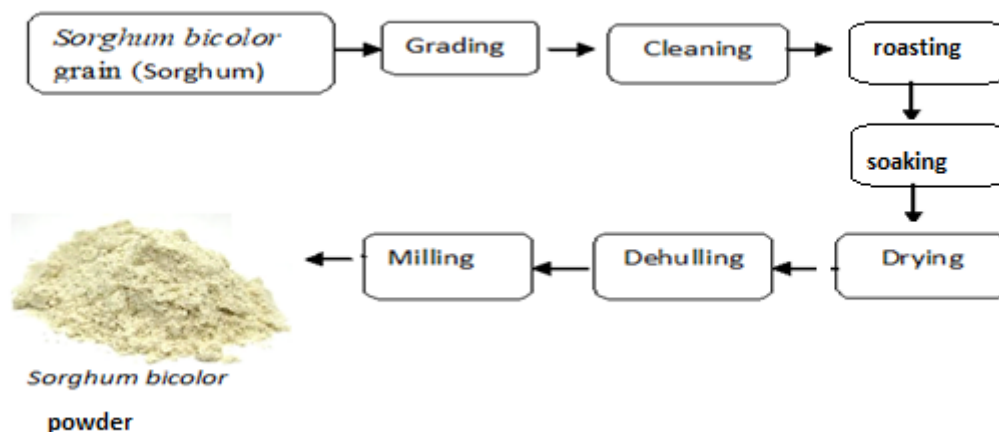 Sorghum bicolor
grain (Sorghum)
Grading
Cleaning
roasting
soaking
Drying
Dehulling
Milling
Sorghum bicolor
powder